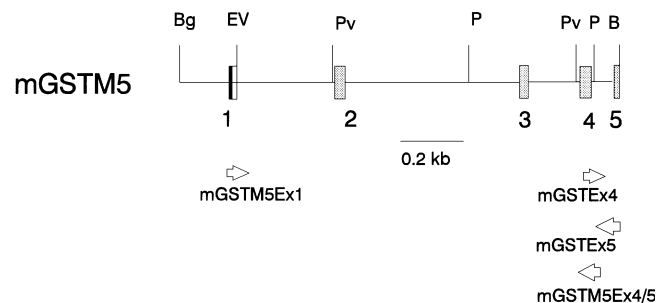 Bg EV Pv P Pv P B
mGSTM5
1 2 3 4 5
0.2 kb
mGSTM5Ex1 mGSTEx4
mGSTEx5
mGSTM5Ex4/5